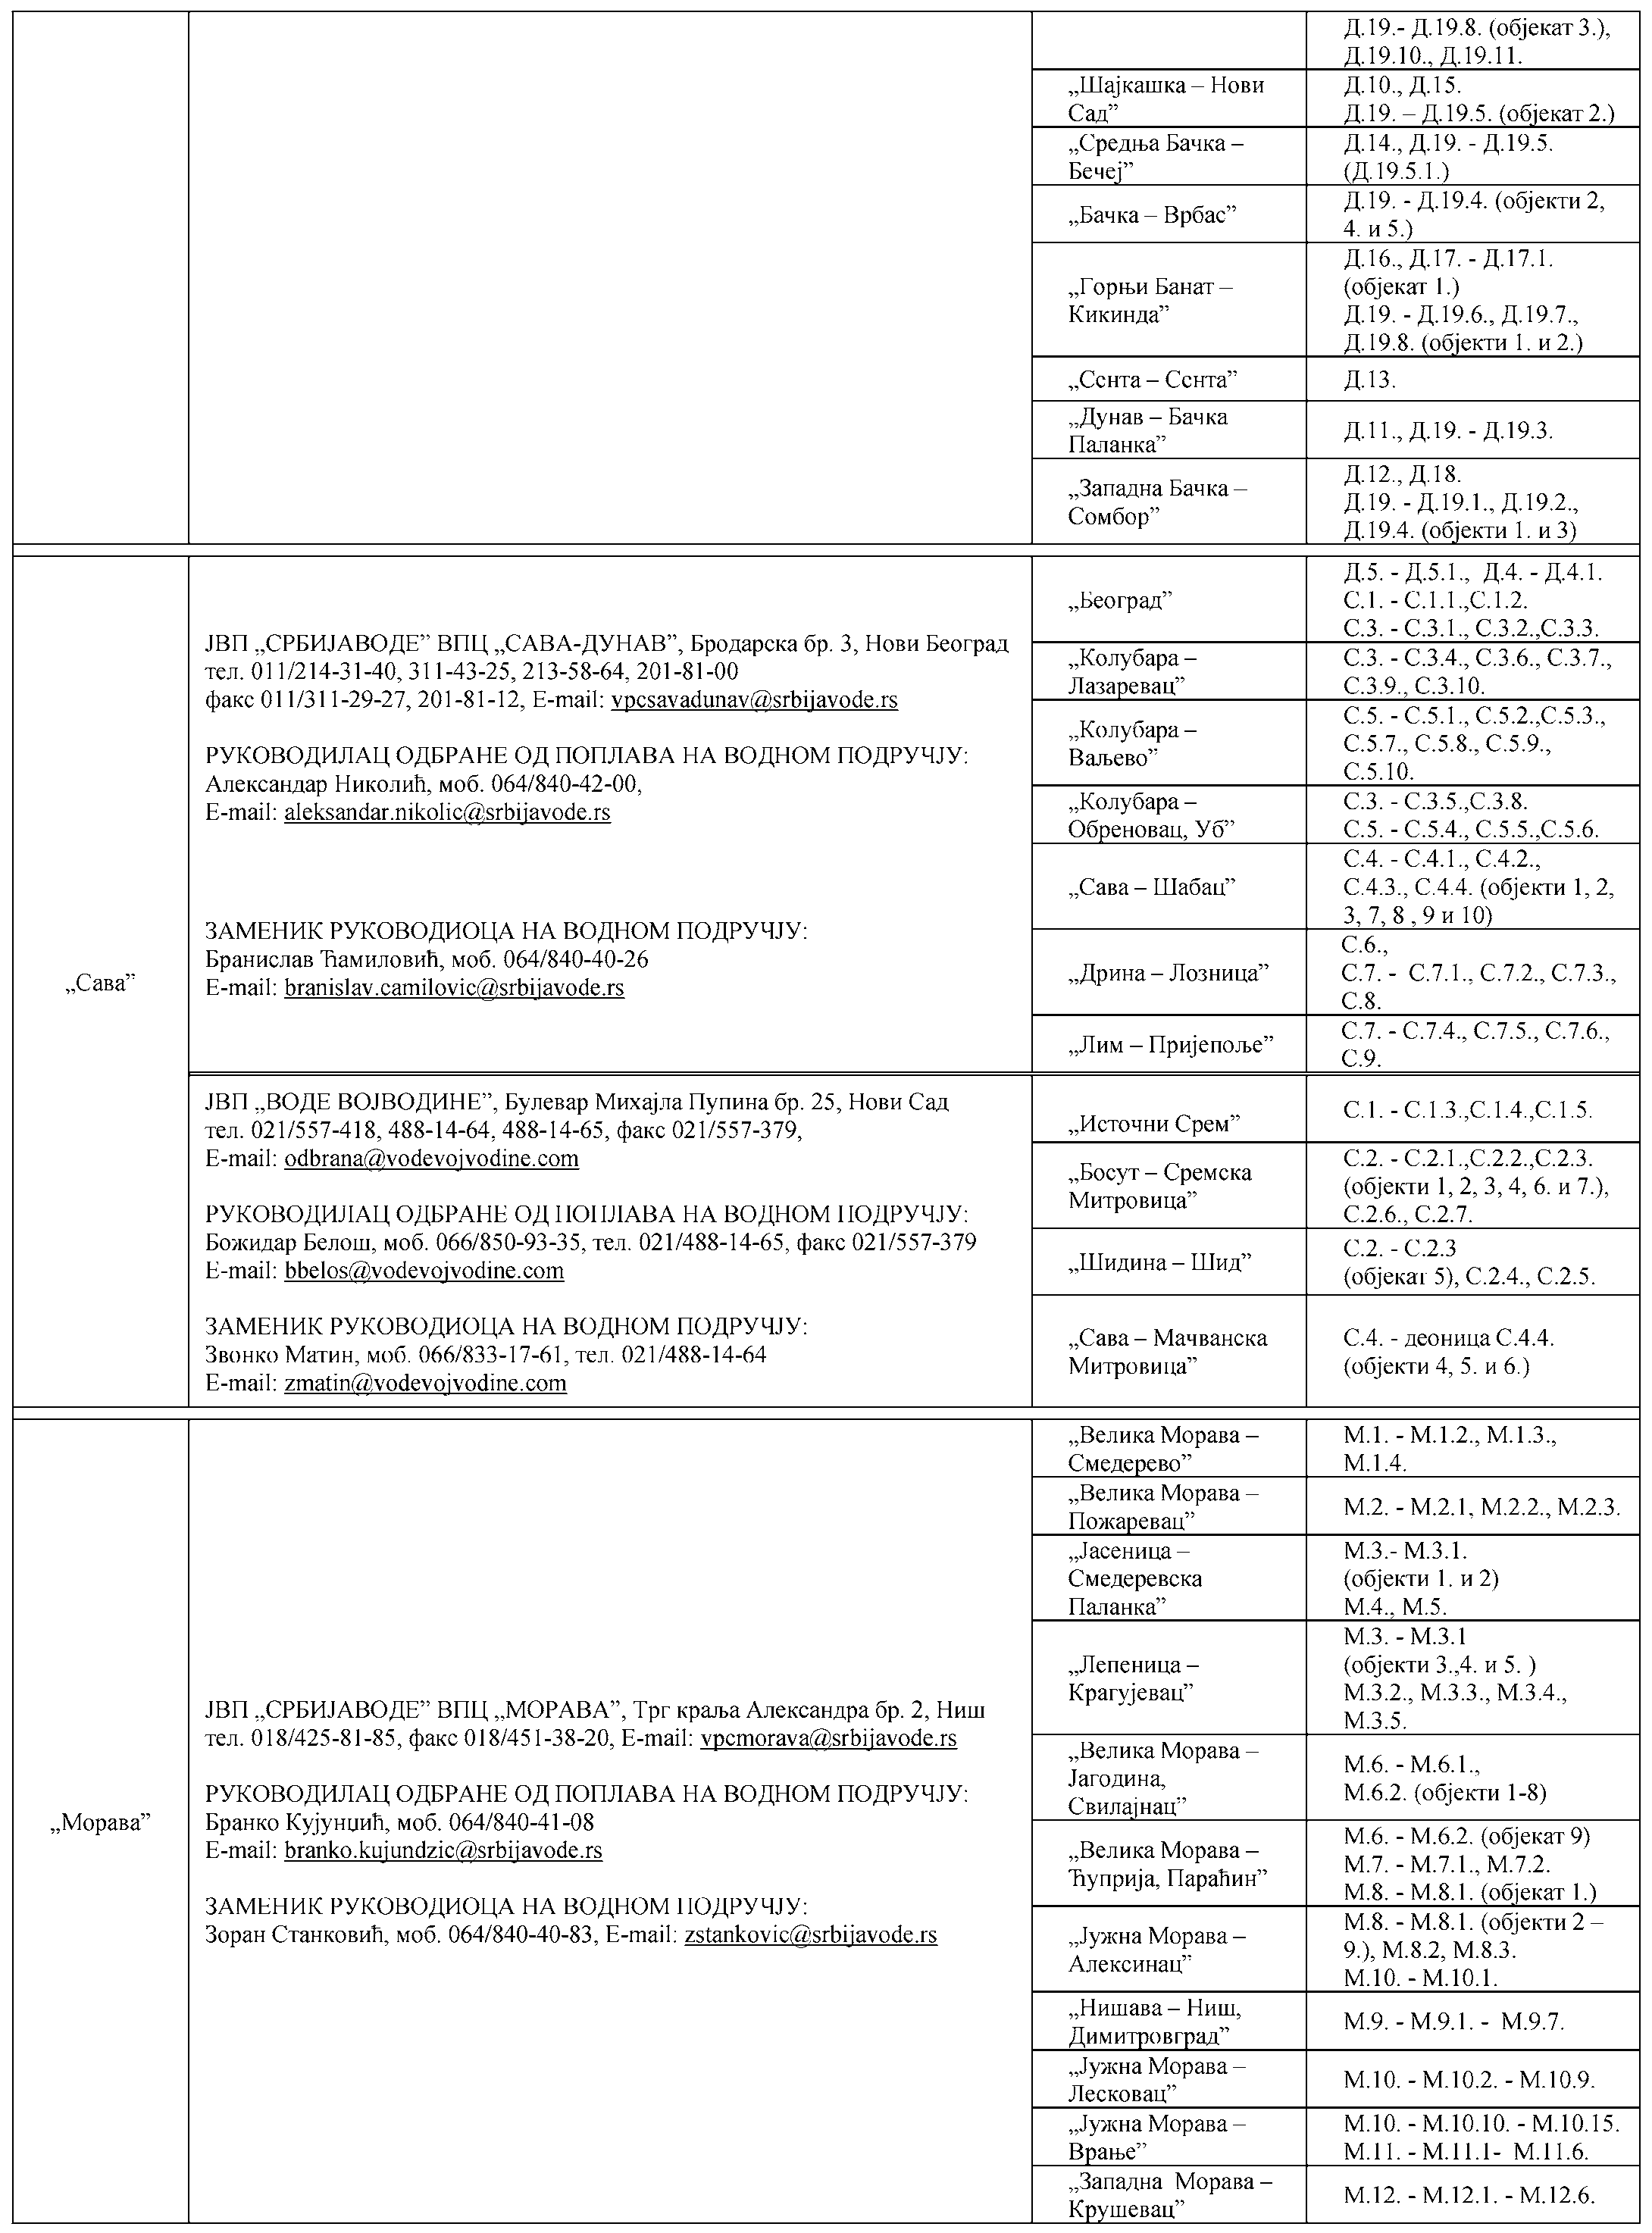 Д.19.- Д.19.8. (објекат 3.),
Д.19.10., Д.19.11.
„Шајкашка – Нови
Сад”
Д.10., Д.15.
Д.19. – Д.19.5. (објекат 2.)
„Средња Бачка –
Бечеј”
Д.14., Д.19. - Д.19.5.
(Д.19.5.1.)
„Бачка – Врбас”
Д.19. - Д.19.4. (објекти 2,
4. и 5.)
„Горњи Банат –
Кикинда”
Д.16., Д.17. - Д.17.1.
(објекат 1.)
Д.19. - Д.19.6., Д.19.7.,
Д.19.8. (објекти 1. и 2.)
„Сента – Сента”
Д.13.
„Дунав – Бачка
Паланка”
Д.11., Д.19. - Д.19.3.
„Западна Бачка –
Сомбор”
Д.12., Д.18.
Д.19. - Д.19.1., Д.19.2.,
Д.19.4. (објекти 1. и 3)
„Сава”
ЈВП „СРБИЈАВОДЕ” ВПЦ „САВА-ДУНАВ”, Бродарска бр. 3, Нови Београд
тел. 011/214-31-40, 311-43-25, 213-58-64, 201-81-00
факс 011/311-29-27, 201-81-12, E-mail: vpcsavadunav@srbijavode.rs
РУКОВОДИЛАЦ ОДБРАНЕ ОД ПОПЛАВА НА ВОДНОМ ПОДРУЧЈУ:
Александар Николић, моб. 064/840-42-00,
E-mail: aleksandar.nikolic@srbijavode.rs
ЗАМЕНИК РУКОВОДИОЦА НА ВОДНОМ ПОДРУЧЈУ:
Бранислав Ћамиловић, моб. 064/840-40-26
E-mail: branislav.camilovic@srbijavode.rs
„Београд”
Д.5. - Д.5.1.,  Д.4. - Д.4.1.
С.1. - С.1.1.,С.1.2.
С.3. - С.3.1., С.3.2.,С.3.3.
„Колубара –
Лазаревац”
С.3. - С.3.4., С.3.6., С.3.7.,
С.3.9., С.3.10.
„Колубара –
Ваљево”
С.5. - С.5.1., С.5.2.,С.5.3.,
С.5.7., С.5.8., С.5.9.,
С.5.10.
„Колубара –
Обреновац, Уб”
С.3. - С.3.5.,С.3.8.
С.5. - С.5.4., С.5.5.,С.5.6.
„Сава – Шабац”
С.4. - С.4.1., С.4.2.,
С.4.3., С.4.4. (објекти 1, 2,
3, 7, 8 , 9 и 10)
„Дрина – Лозница”
С.6.,
С.7. -  С.7.1., С.7.2., С.7.3.,
С.8.
„Лим – Пријепоље”
С.7. - С.7.4., С.7.5., С.7.6.,
С.9.
ЈВП „ВОДЕ ВОЈВОДИНЕ”, Булевар Михајла Пупина бр. 25, Нови Сад
тел. 021/557-418, 488-14-64, 488-14-65, факс 021/557-379,
E-mail: odbrana@vodevojvodine.com
РУКОВОДИЛАЦ ОДБРАНЕ ОД ПОПЛАВА НА ВОДНОМ ПОДРУЧЈУ:
Божидар Белош, моб. 066/850-93-35, тел. 021/488-14-65, факс 021/557-379
E-mail: bbelos@vodevojvodine.com
ЗАМЕНИК РУКОВОДИОЦА НА ВОДНОМ ПОДРУЧЈУ:
Звонко Матин, моб. 066/833-17-61, тел. 021/488-14-64
E-mail: zmatin@vodevojvodine.com
„Источни Срем”
С.1. - С.1.3.,С.1.4.,С.1.5.
„Босут – Сремска
Митровица”
С.2. - С.2.1.,С.2.2.,С.2.3.
(објекти 1, 2, 3, 4, 6. и 7.),
С.2.6., С.2.7.
„Шидина – Шид”
С.2. - С.2.3
(објекат 5), С.2.4., С.2.5.
„Сава – Мачванска
Митровица”
С.4. - деоница С.4.4.
(објекти 4, 5. и 6.)
„Морава”
ЈВП „СРБИЈАВОДЕ” ВПЦ „МОРАВА”, Трг краља Александра бр. 2, Ниш
тел. 018/425-81-85, факс 018/451-38-20, E-mail: vpcmorava@srbijavode.rs
РУКОВОДИЛАЦ ОДБРАНЕ ОД ПОПЛАВА НА ВОДНОМ ПОДРУЧЈУ:
Бранко Кујунџић, моб. 064/840-41-08
E-mail: branko.kujundzic@srbijavode.rs
ЗАМЕНИК РУКОВОДИОЦА НА ВОДНОМ ПОДРУЧЈУ:
Зоран Станковић, моб. 064/840-40-83, E-mail: zstankovic@srbijavode.rs
„Велика Морава –
Смедерево”
М.1. - М.1.2., М.1.3.,
М.1.4.
„Велика Морава –
Пожаревац”
М.2. - М.2.1, М.2.2., М.2.3.
„Јасеница –
Смедеревска
Паланка”
М.3.- М.3.1.
(објекти 1. и 2)
М.4., М.5.
„Лепеница –
Крагујевац”
М.3. - М.3.1
(објекти 3.,4. и 5. )
М.3.2., М.3.3., М.3.4.,
М.3.5.
„Велика Морава –
Јагодина,
Свилајнац”
М.6. - М.6.1.,
М.6.2. (објекти 1-8)
„Велика Морава –
Ћуприја, Параћин”
М.6. - М.6.2. (објекат 9)
М.7. - М.7.1., М.7.2.
М.8. - М.8.1. (објекат 1.)
„Јужна Морава –
Алексинац”
М.8. - М.8.1. (објекти 2 –
9.), М.8.2, М.8.3.
М.10. - М.10.1.
„Нишава – Ниш,
Димитровград”
М.9. - М.9.1. -  М.9.7.
„Јужна Морава –
Лесковац”
М.10. - М.10.2. - М.10.9.
„Јужна Морава –
Врање”
М.10. - М.10.10. - М.10.15.
М.11. - М.11.1-  М.11.6.
„Западна  Морава –
Крушевац”
М.12. - М.12.1. - М.12.6.